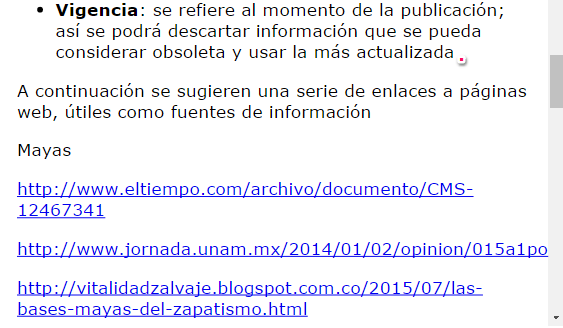 • Vigencia: se refiere al momento de la publicación;
así se podrá descartar información que se pueda
considerar obsoleta y usar la más actualizada.
A continuación se sugieren una serie de enlaces a páginas
web, útiles como fuentes de información
Mayas
http://www.eltiempo.com/archivo/documento/CMS-
12467341
http://www.jornada.unam.mx/2014/01/02/opinion/015a1po
http://vitalidadzalvaje.blogspot.com.co/2015/07/las-
bases-mayas-del-zapatismo.html